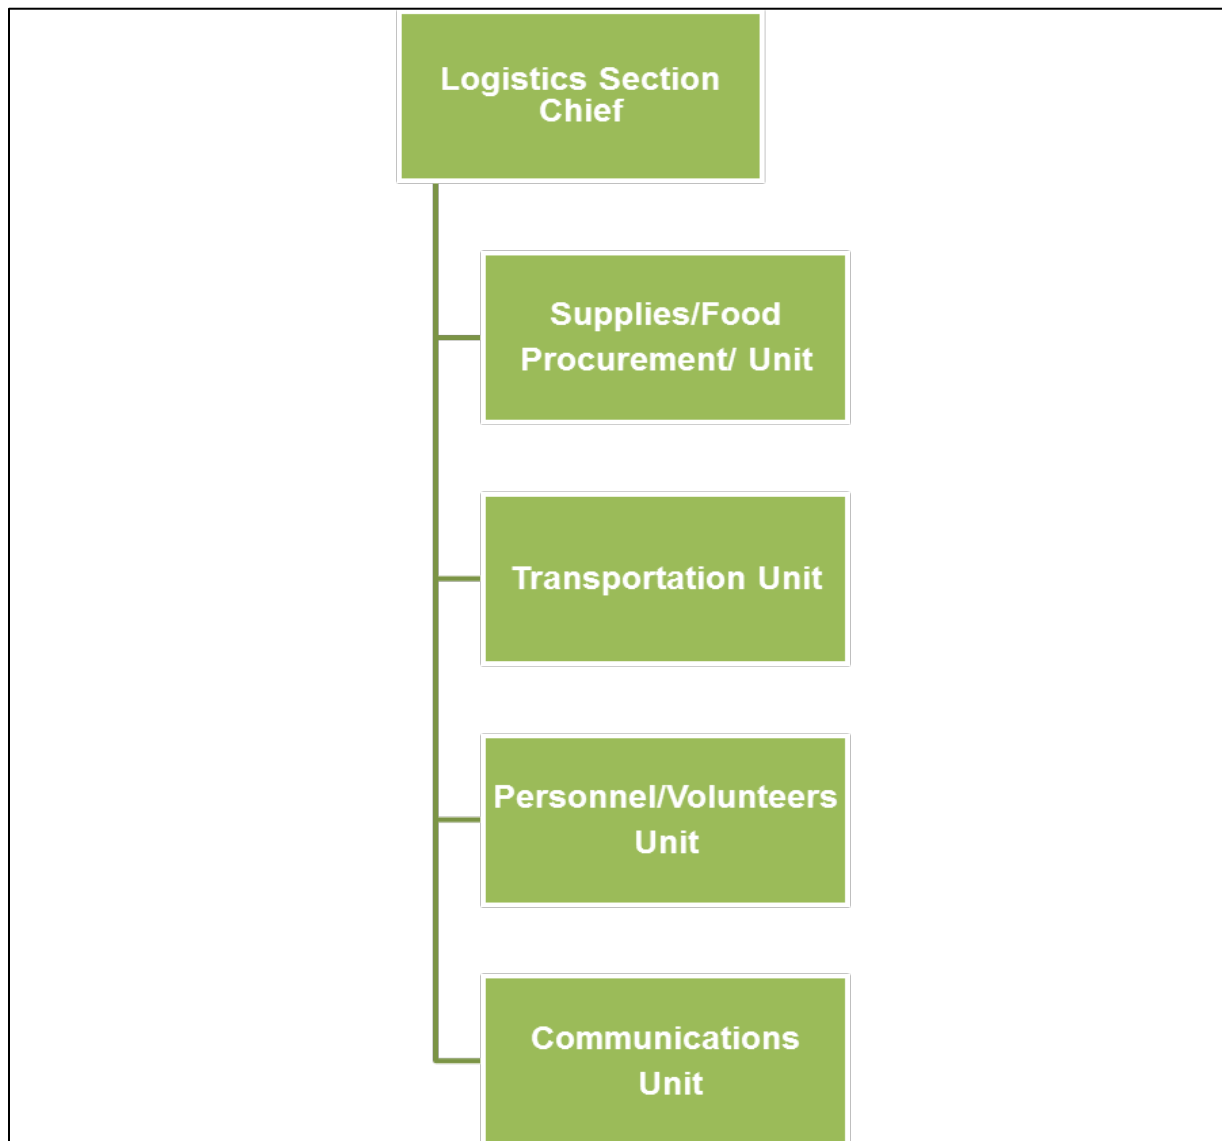 Logistics Section
Chief
Supplies/Food
Procurement/ Unit
Transportation Unit
Personnel/Volunteers
Unit
Communications
Unit